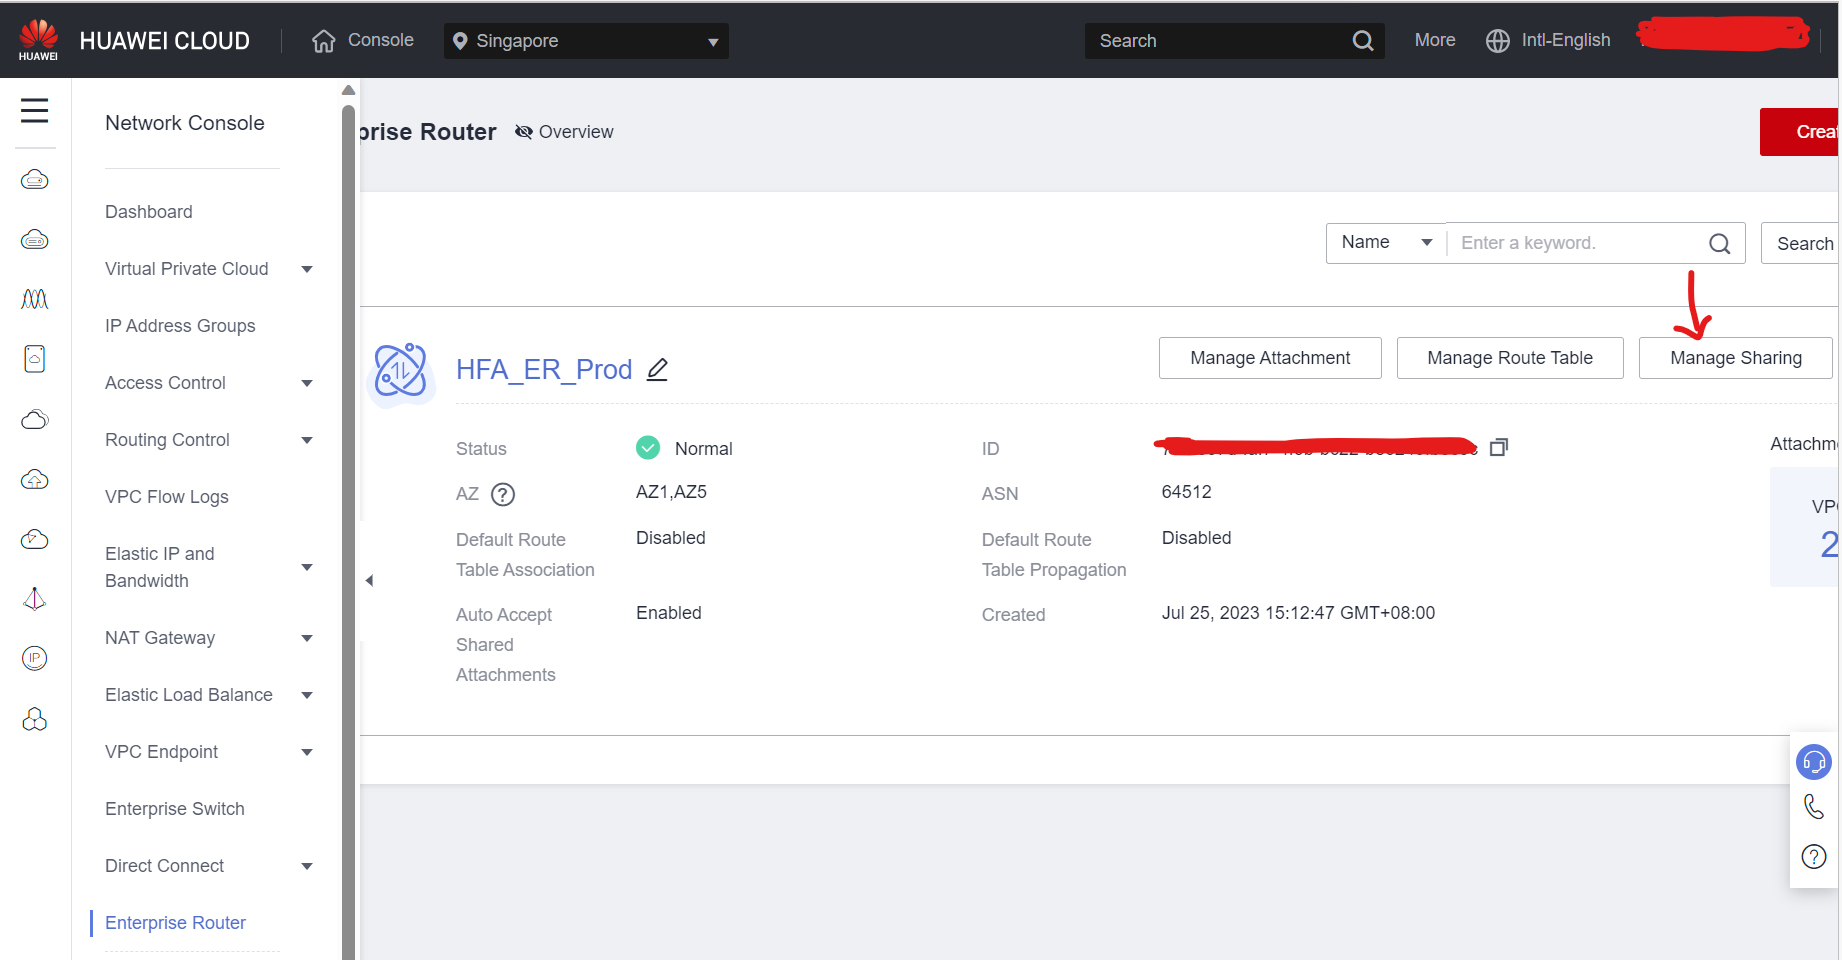 HUAWEI
HUAWEI CLOUD
Console
Singapore
Search
More
Intl-English
Network Console
Dashboard
Virtual Private Cloud
IP Address Groups
Access Control
Routing Control
VPC Flow Logs
Elastic IP and
Bandwidth
NAT Gateway
Elastic Load Balance
VPC Endpoint
Enterprise Switch
Direct Connect
Enterprise Router
IP
prise Router
Overview
Crea
Name
Enter a keyword.
Search
HFA_ER_Prod
Manage Attachment
Manage Route Table
Manage Sharing
Status
Normal
ID
AZ ?
AZ1,AZ5
ASN
64512
Default Route
Table Association
Disabled
Default Route
Table Propagation
Disabled
Auto Accept
Shared
Attachments
Enabled
Created
Jul 25, 2023 15:12:47 GMT+08:00
Attachm
VP
2
?